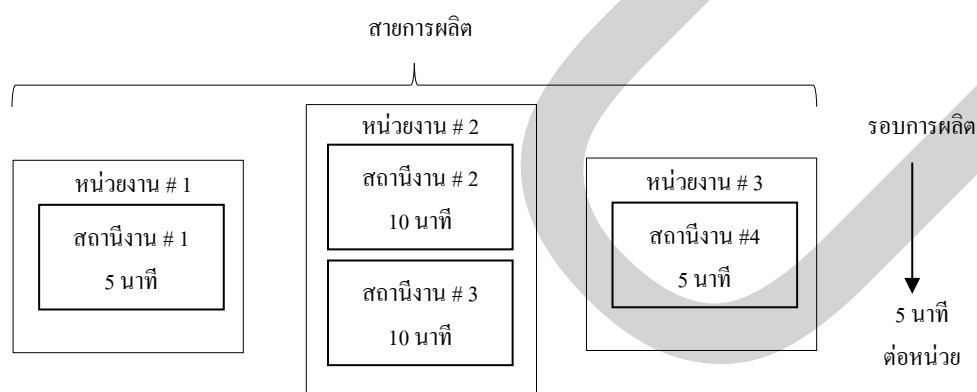 สายการผลิต
หน่วยงาน # 1
สถานีงาน # 1
5 นาที
หน่วยงาน # 2
สถานีงาน # 2
10 นาที
สถานีงาน # 3
10 นาที
หน่วยงาน # 3
สถานีงาน #4
5 นาที
รอบการผลิต
5 นาที
ต่อหน่วย